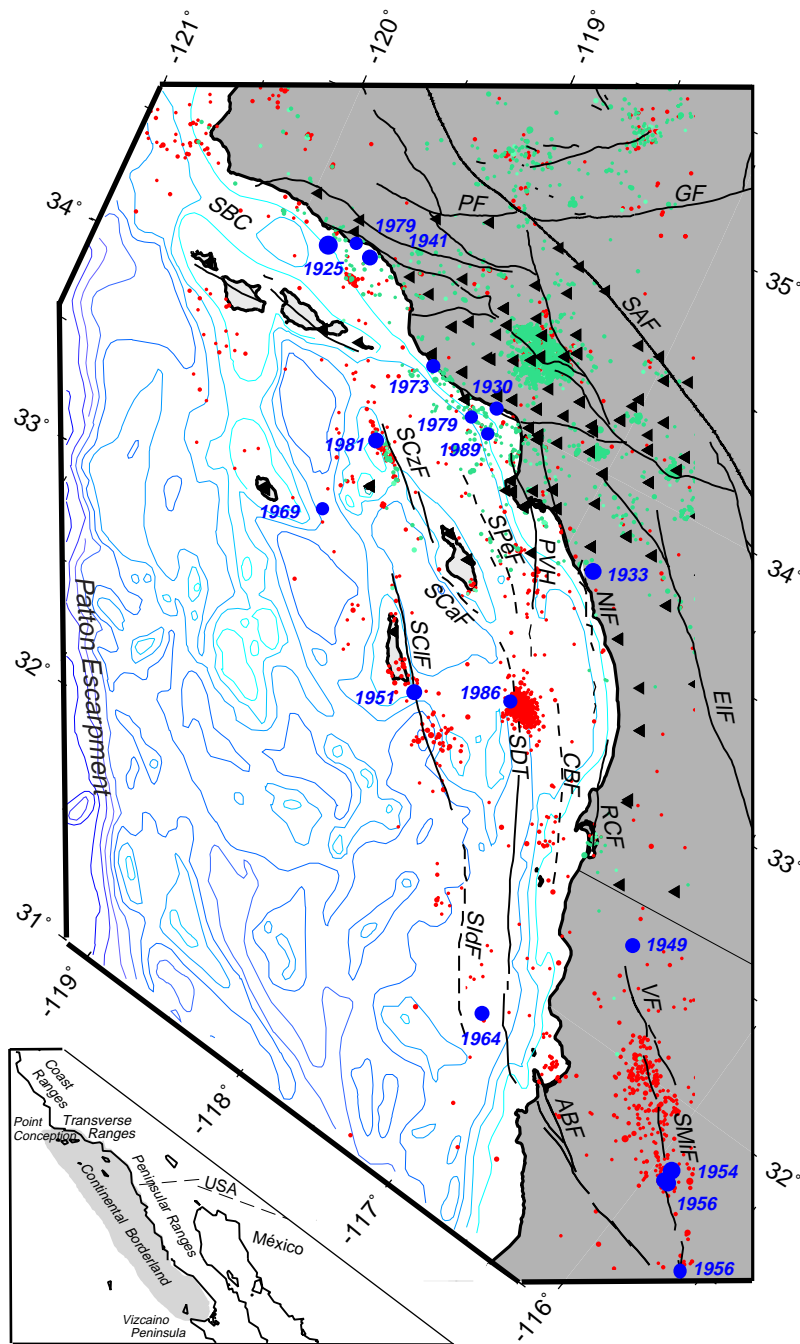 -121°
-120°
-119°
34°
SBC
PF
GF
1979
1941
1925
35°
SAF
33°
1973
1930
1979
1989
1981
SCzF
1969
SPeF
PVH
1933
34°
NIF
SCaF
Patton Escarpment
32°
SClF
1951
1986
SDT
CBF
EIF
RCF
33°
31°
SIdF
1949
-119°
VF
1964
-118°
ABF
SMiF
1954
1956
32°
-117°
1956
-116°
Coast
Ranges
Point
Conception
Transverse
Ranges
Peninsular Ranges
USA
Continental Borderland
México
Vizcaino
Peninsula